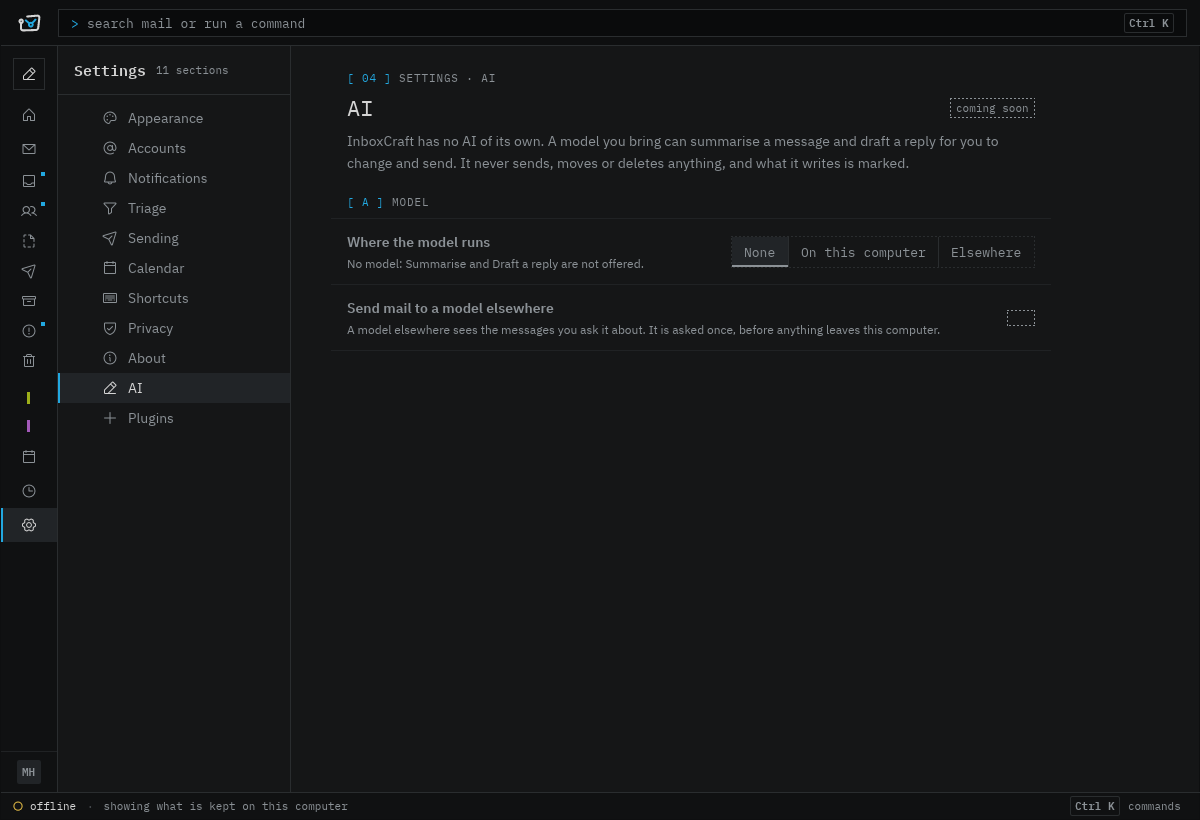 > search mail or run a command
Ctrl K
Settings 11 sections
Appearance
Accounts
Notifications
Triage
Sending
Calendar
Shortcuts
Privacy
About
AI
Plugins
[ 04 ] SETTINGS · AI
AI
coming soon
InboxCraft has no AI of its own. A model you bring can summarise a message and draft a reply for you to
change and send. It never sends, moves or deletes anything, and what it writes is marked.
[ A ] MODEL
Where the model runs
No model: Summarise and Draft a reply are not offered.
None On this computer Elsewhere
Send mail to a model elsewhere
A model elsewhere sees the messages you ask it about. It is asked once, before anything leaves this computer.
MH
offline · showing what is kept on this computer
Ctrl K commands